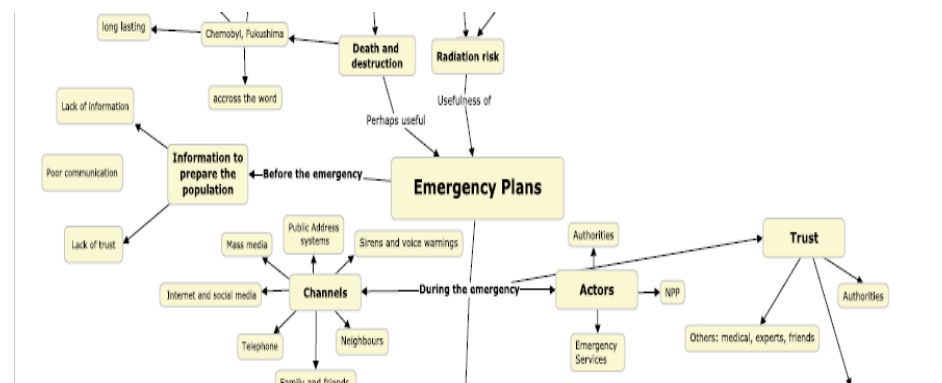 long lasting
Chernobyl, Fukushima
Death and
destruction
Radiation risk
accross the word
Usefulness of
Perhaps useful
Lack of information
Information to
prepare the
population
Before the emergency
Emergency Plans
Poor communication
Lack of trust
Mass media
Public Address
systems
Sirens and voice warnings
Authorities
Trust
Internet and social media
Channels
During the emergency
Actors
NPP
Authorities
Telephone
Neighbours
Emergency
Services
Others: medical, experts, friends
Family and friends